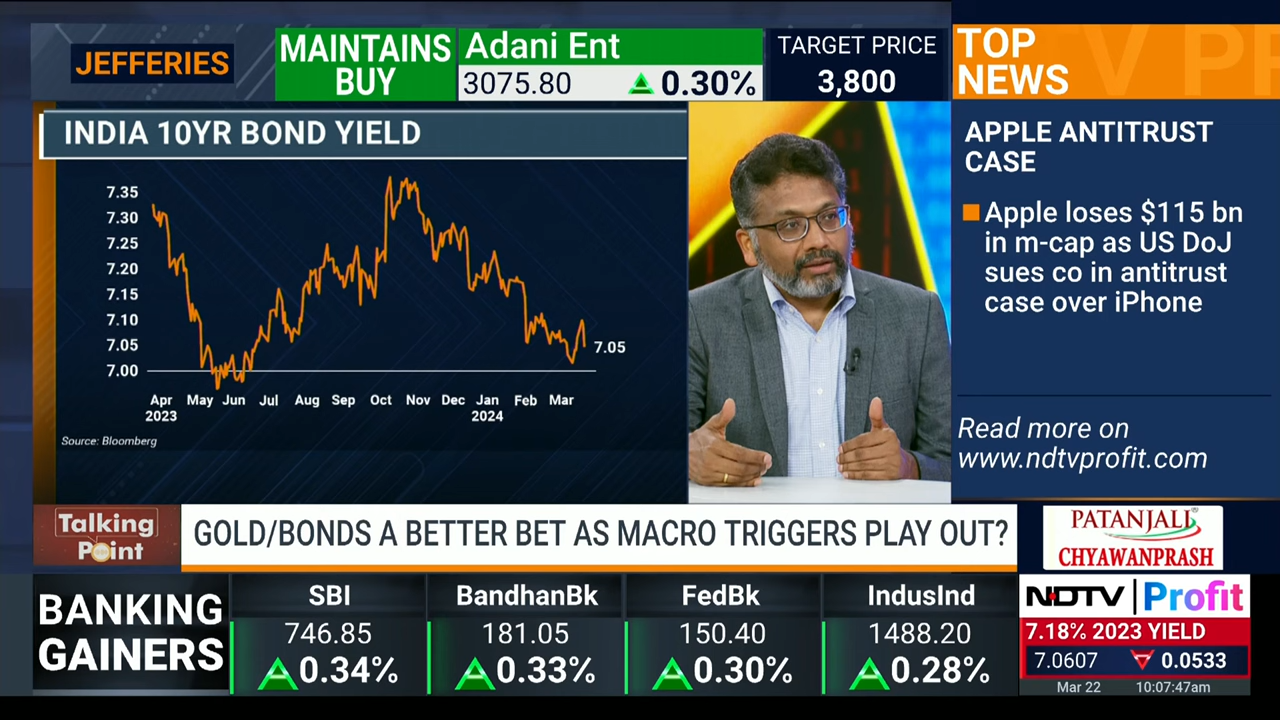 JEFFERIES
MAINTAINS
BUY
Adani Ent
3075.80 0.30%
TARGET PRICE
3,800
TOP
NEWS
INDIA 10YR BOND YIELD
7.35
7.30
7.25
7.20
7.15
7.10
7.05
7.00
7.05
Apr May Jun Jul Aug Sep Oct Nov Dec Jan Feb Mar
2023 2024
Source: Bloomberg
APPLE ANTITRUST
CASE
Apple loses $115 bn
in m-cap as US DoJ
sues co in antitrust
case over iPhone
Read more on
www.ndtvprofit.com
Talking
Point
GOLD/BONDS A BETTER BET AS MACRO TRIGGERS PLAY OUT?
PATANJALI
CHYAWANPRASH
BANKING
GAINERS
SBI
746.85
0.34%
BandhanBk
181.05
0.33%
FedBk
150.40
0.30%
IndusInd
1488.20
0.28%
NDTV Profit
7.18% 2023 YIELD
7.0607 0.0533
Mar 22 10:07:47am